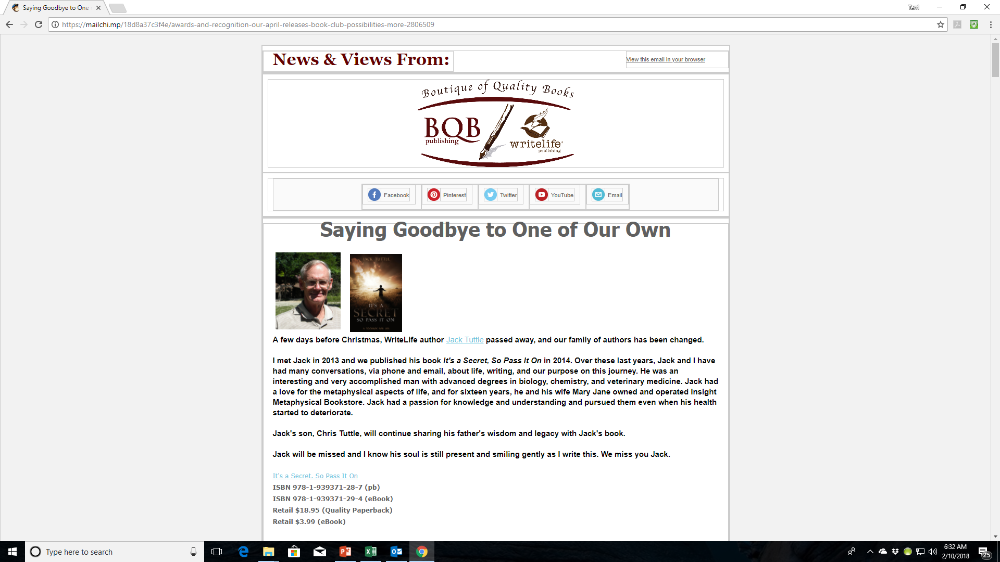 Saying Goodbye to One
Terri
https://mailchi.mp/18d8a37c3f4e/awards-and-recognition-our-april-releases-book-club-possibilities-more-2806509
News & Views From:
View this email in your browser
Boutique of Quality Books
BQB
publishing
writelife
publishing
Facebook
Pinterest
Twitter
YouTube
Email
Saying Goodbye to One of Our Own
JACK TUTTLE
IT'S A
SECRET
SO PASS IT ON
A few days before Christmas, WriteLife author Jack Tuttle passed away, and our family of authors has been changed.
I met Jack in 2013 and we published his book It's a Secret, So Pass It On in 2014. Over these last years, Jack and I have
had many conversations, via phone and email, about life, writing, and our purpose on this journey. He was an
interesting and very accomplished man with advanced degrees in biology, chemistry, and veterinary medicine. Jack had
a love for the metaphysical aspects of life, and for sixteen years, he and his wife Mary Jane owned and operated Insight
Metaphysical Bookstore. Jack had a passion for knowledge and understanding and pursued them even when his health
started to deteriorate.
Jack's son, Chris Tuttle, will continue sharing his father's wisdom and legacy with Jack's book.
Jack will be missed and I know his soul is still present and smiling gently as I write this. We miss you Jack.
It's a Secret. So Pass It On
ISBN 978-1-939371-28-7 (pb)
ISBN 978-1-939371-29-4 (eBook)
Retail $18.95 (Quality Paperback)
Retail $3.99 (eBook)
Type here to search
6:32 AM
2/10/2018
25